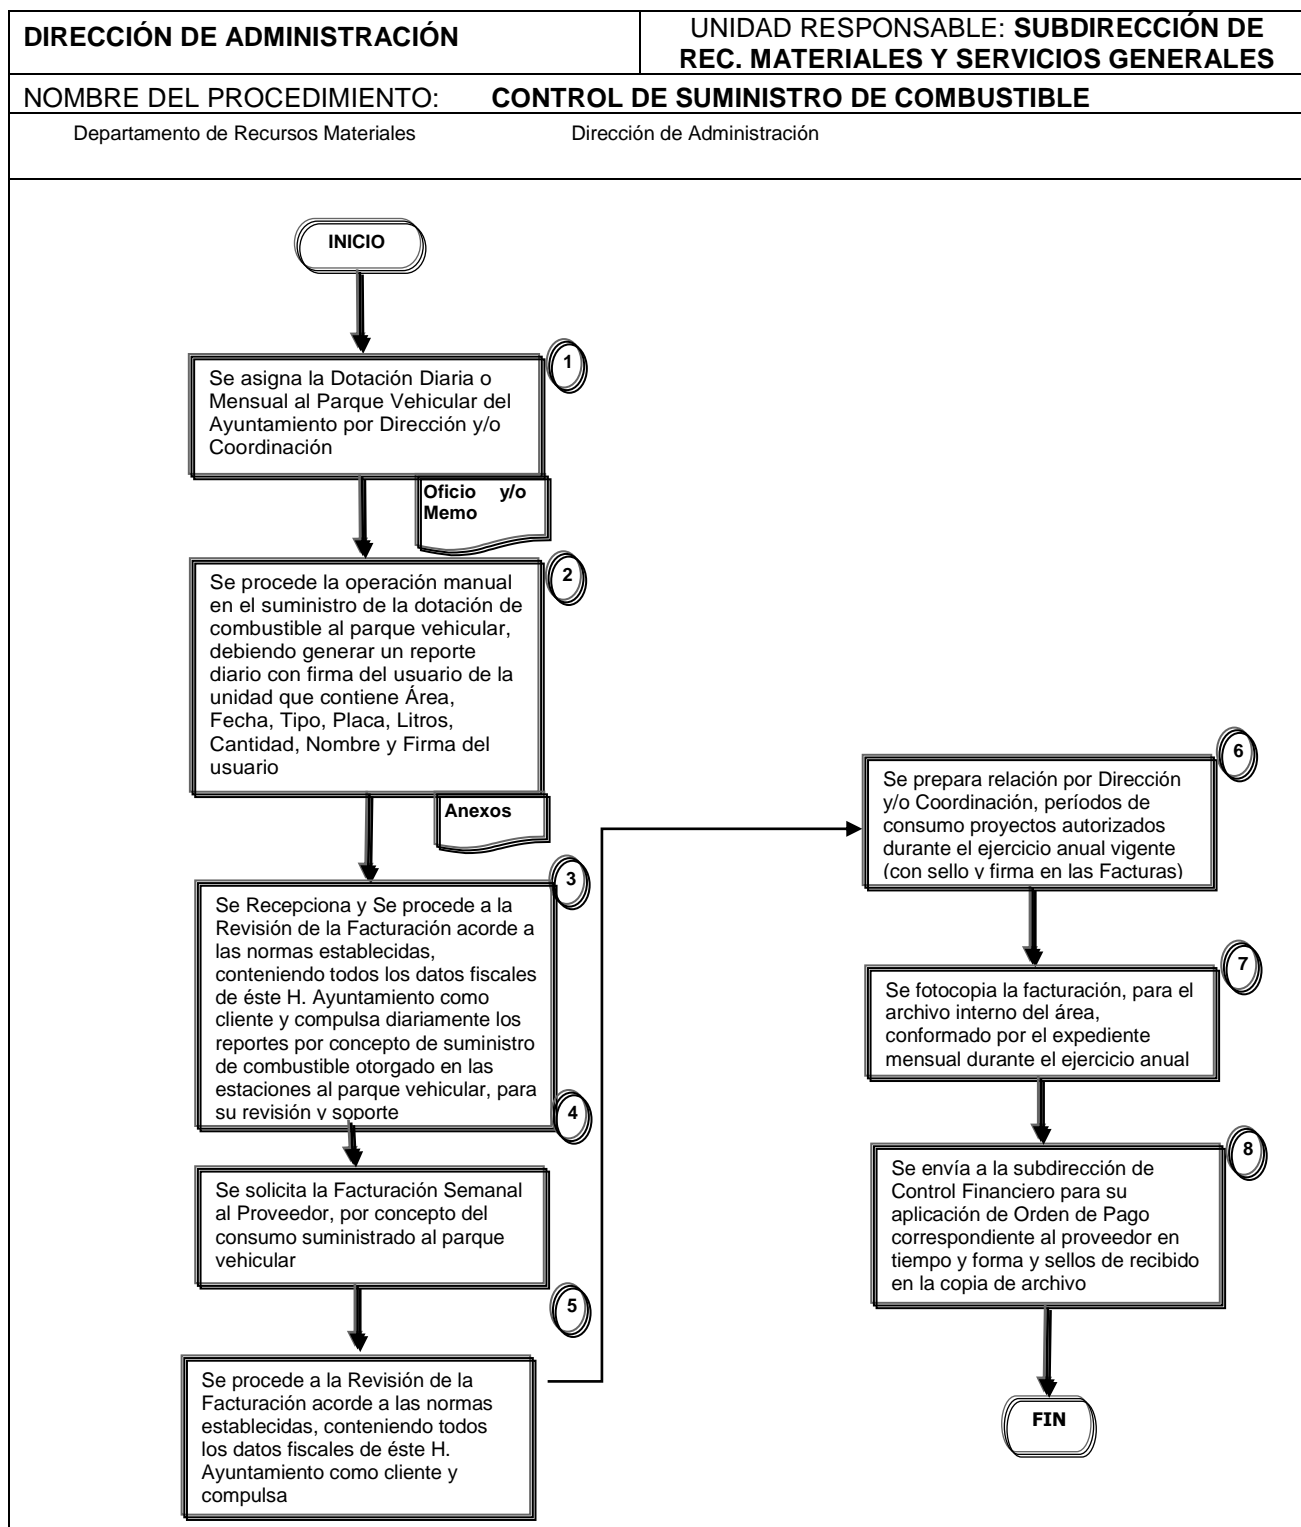 DIRECCIÓN DE ADMINISTRACIÓN
UNIDAD RESPONSABLE: SUBDIRECCIÓN DE
REC. MATERIALES Y SERVICIOS GENERALES
NOMBRE DEL PROCEDIMIENTO: CONTROL DE SUMINISTRO DE COMBUSTIBLE
Departamento de Recursos Materiales
Dirección de Administración
INICIO
1
Se asigna la Dotación Diaria o
Mensual al Parque Vehicular del
Ayuntamiento por Dirección y/o
Coordinación
Oficio y/o
Memo
2
Se procede la operación manual
en el suministro de la dotación de
combustible al parque vehicular,
debiendo generar un reporte
diario con firma del usuario de la
unidad que contiene Área,
Fecha, Tipo, Placa, Litros,
Cantidad, Nombre y Firma del
usuario
Anexos
3
Se Recepciona y Se procede a la
Revisión de la Facturación acorde a
las normas establecidas,
conteniendo todos los datos fiscales
de éste H. Ayuntamiento como
cliente y compulsa diariamente los
reportes por concepto de suministro
de combustible otorgado en las
estaciones al parque vehicular, para
su revisión y soporte
4
Se solicita la Facturación Semanal
al Proveedor, por concepto del
consumo suministrado al parque
vehicular
5
Se procede a la Revisión de la
Facturación acorde a las normas
establecidas, conteniendo todos
los datos fiscales de éste H.
Ayuntamiento como cliente y
compulsa
6
Se prepara relación por Dirección
y/o Coordinación, períodos de
consumo proyectos autorizados
durante el ejercicio anual vigente
(con sello y firma en las Facturas)
7
Se fotocopia la facturación, para el
archivo interno del área,
conformado por el expediente
mensual durante el ejercicio anual
8
Se envía a la subdirección de
Control Financiero para su
aplicación de Orden de Pago
correspondiente al proveedor en
tiempo y forma y sellos de recibido
en la copia de archivo
FIN